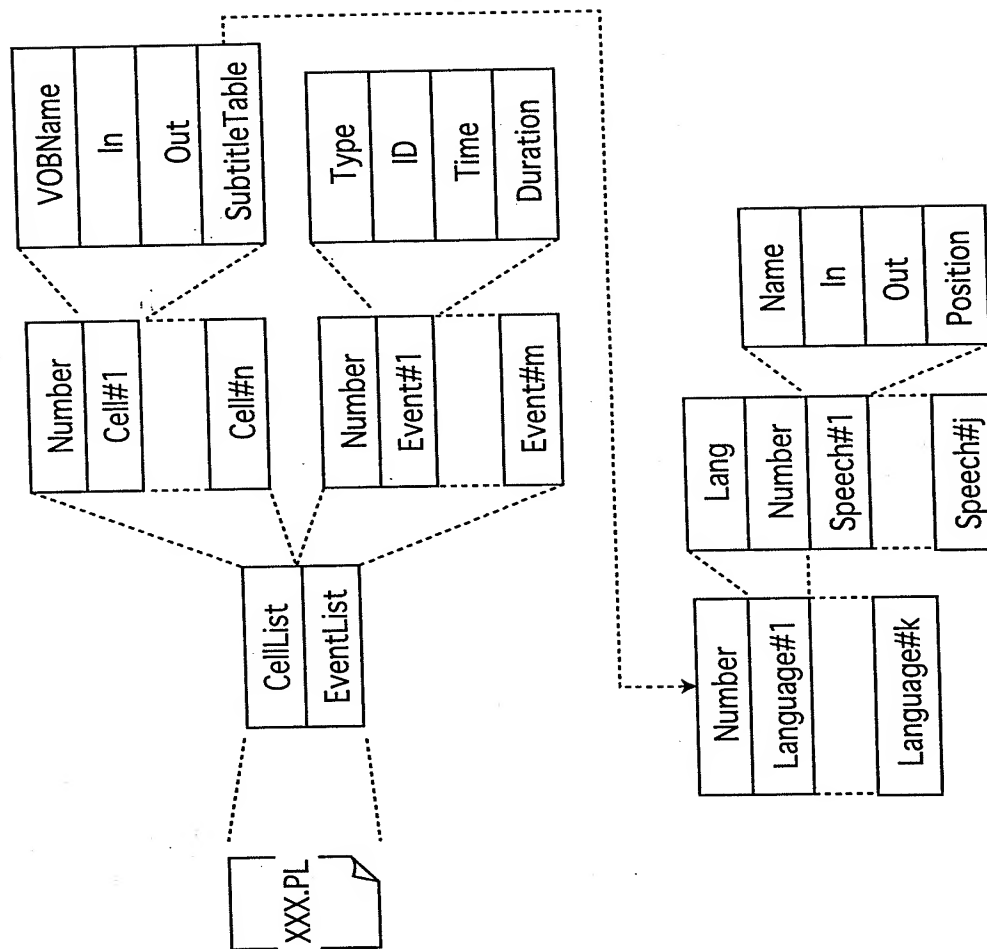 XXX.PL
CellList
EventList
Number
Cell#1
Cell#n
VOBName
In
Out
SubtitleTable
Number
Event#1
Event#m
Type
ID
Time
Duration
Number
Language#1
Language#k
Lang
Number
Speech#1
Speech#j
Name
In
Out
Position